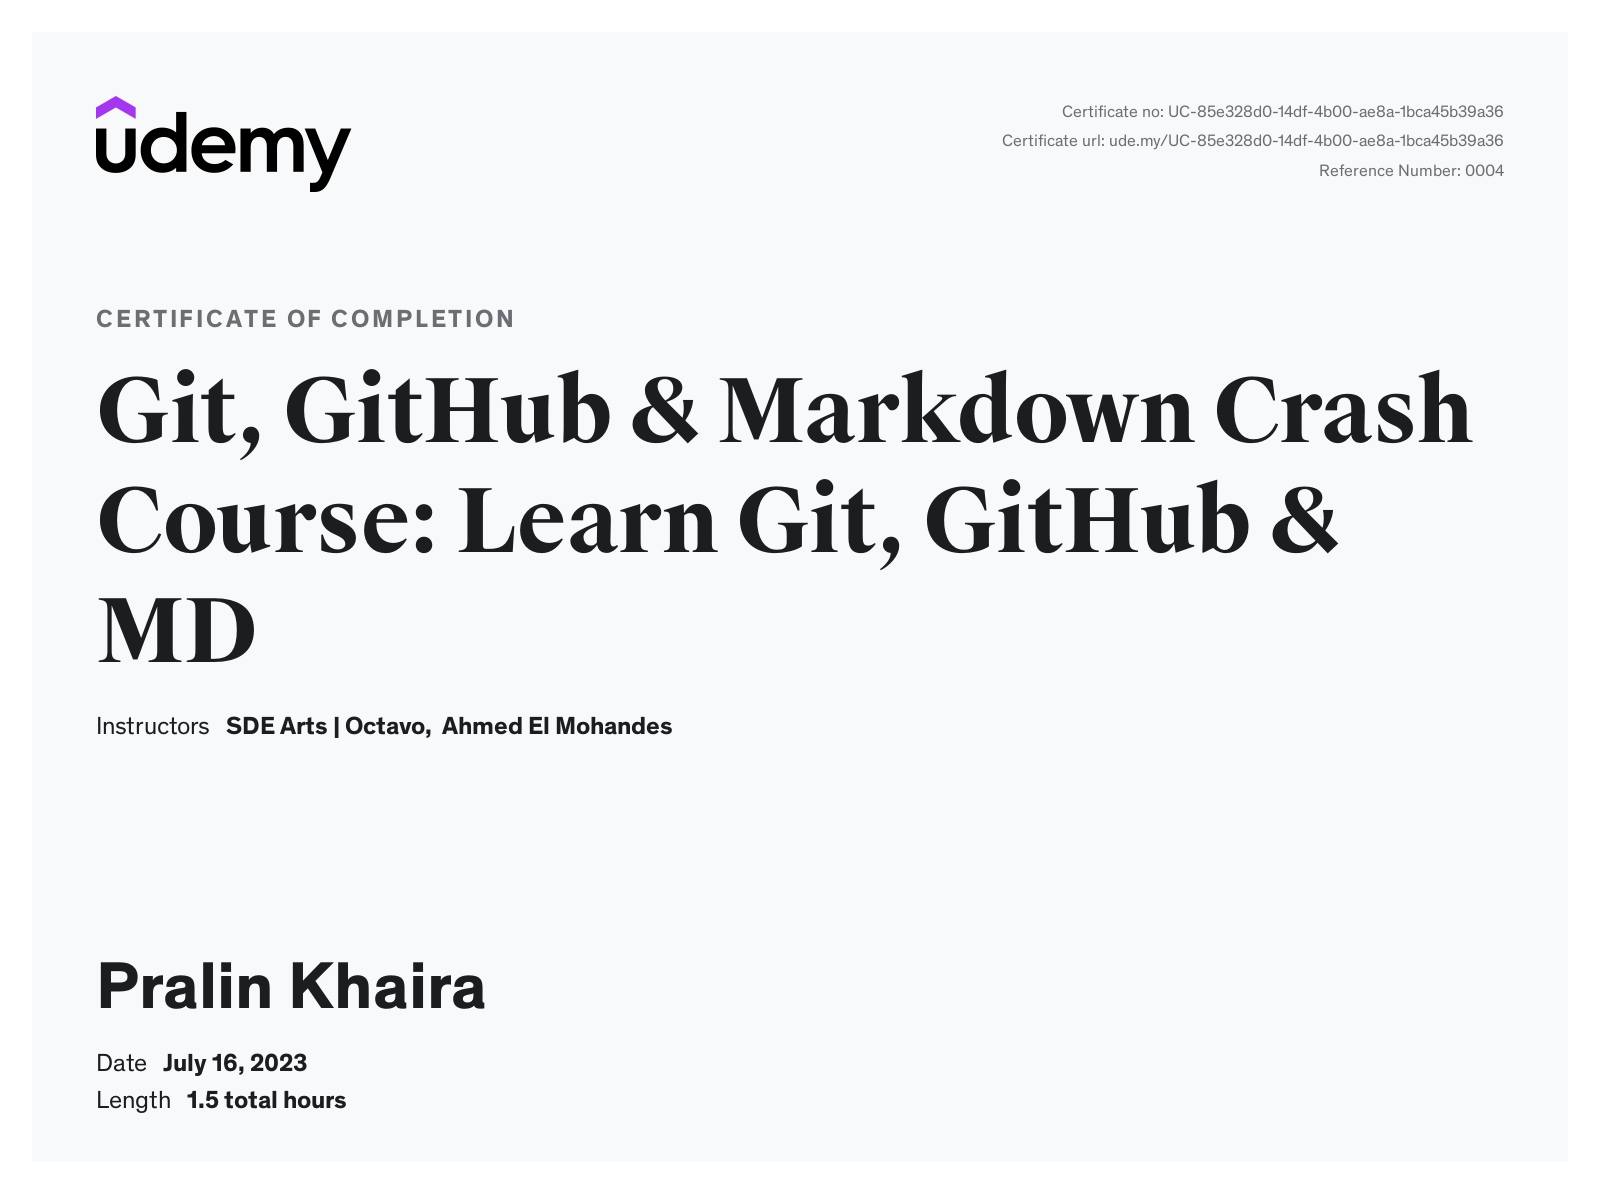 udemy
Certificate no: UC-85e328d0-14df-4b00-ae8a-1bca45b39a36
Certificate url: ude.my/UC-85e328d0-14df-4b00-ae8a-1bca45b39a36
Reference Number: 0004
CERTIFICATE OF COMPLETION
Git, GitHub & Markdown Crash
Course: Learn Git, GitHub &
MD
Instructors SDE Arts | Octavo, Ahmed El Mohandes
Pralin Khaira
Date July 16, 2023
Length 1.5 total hours